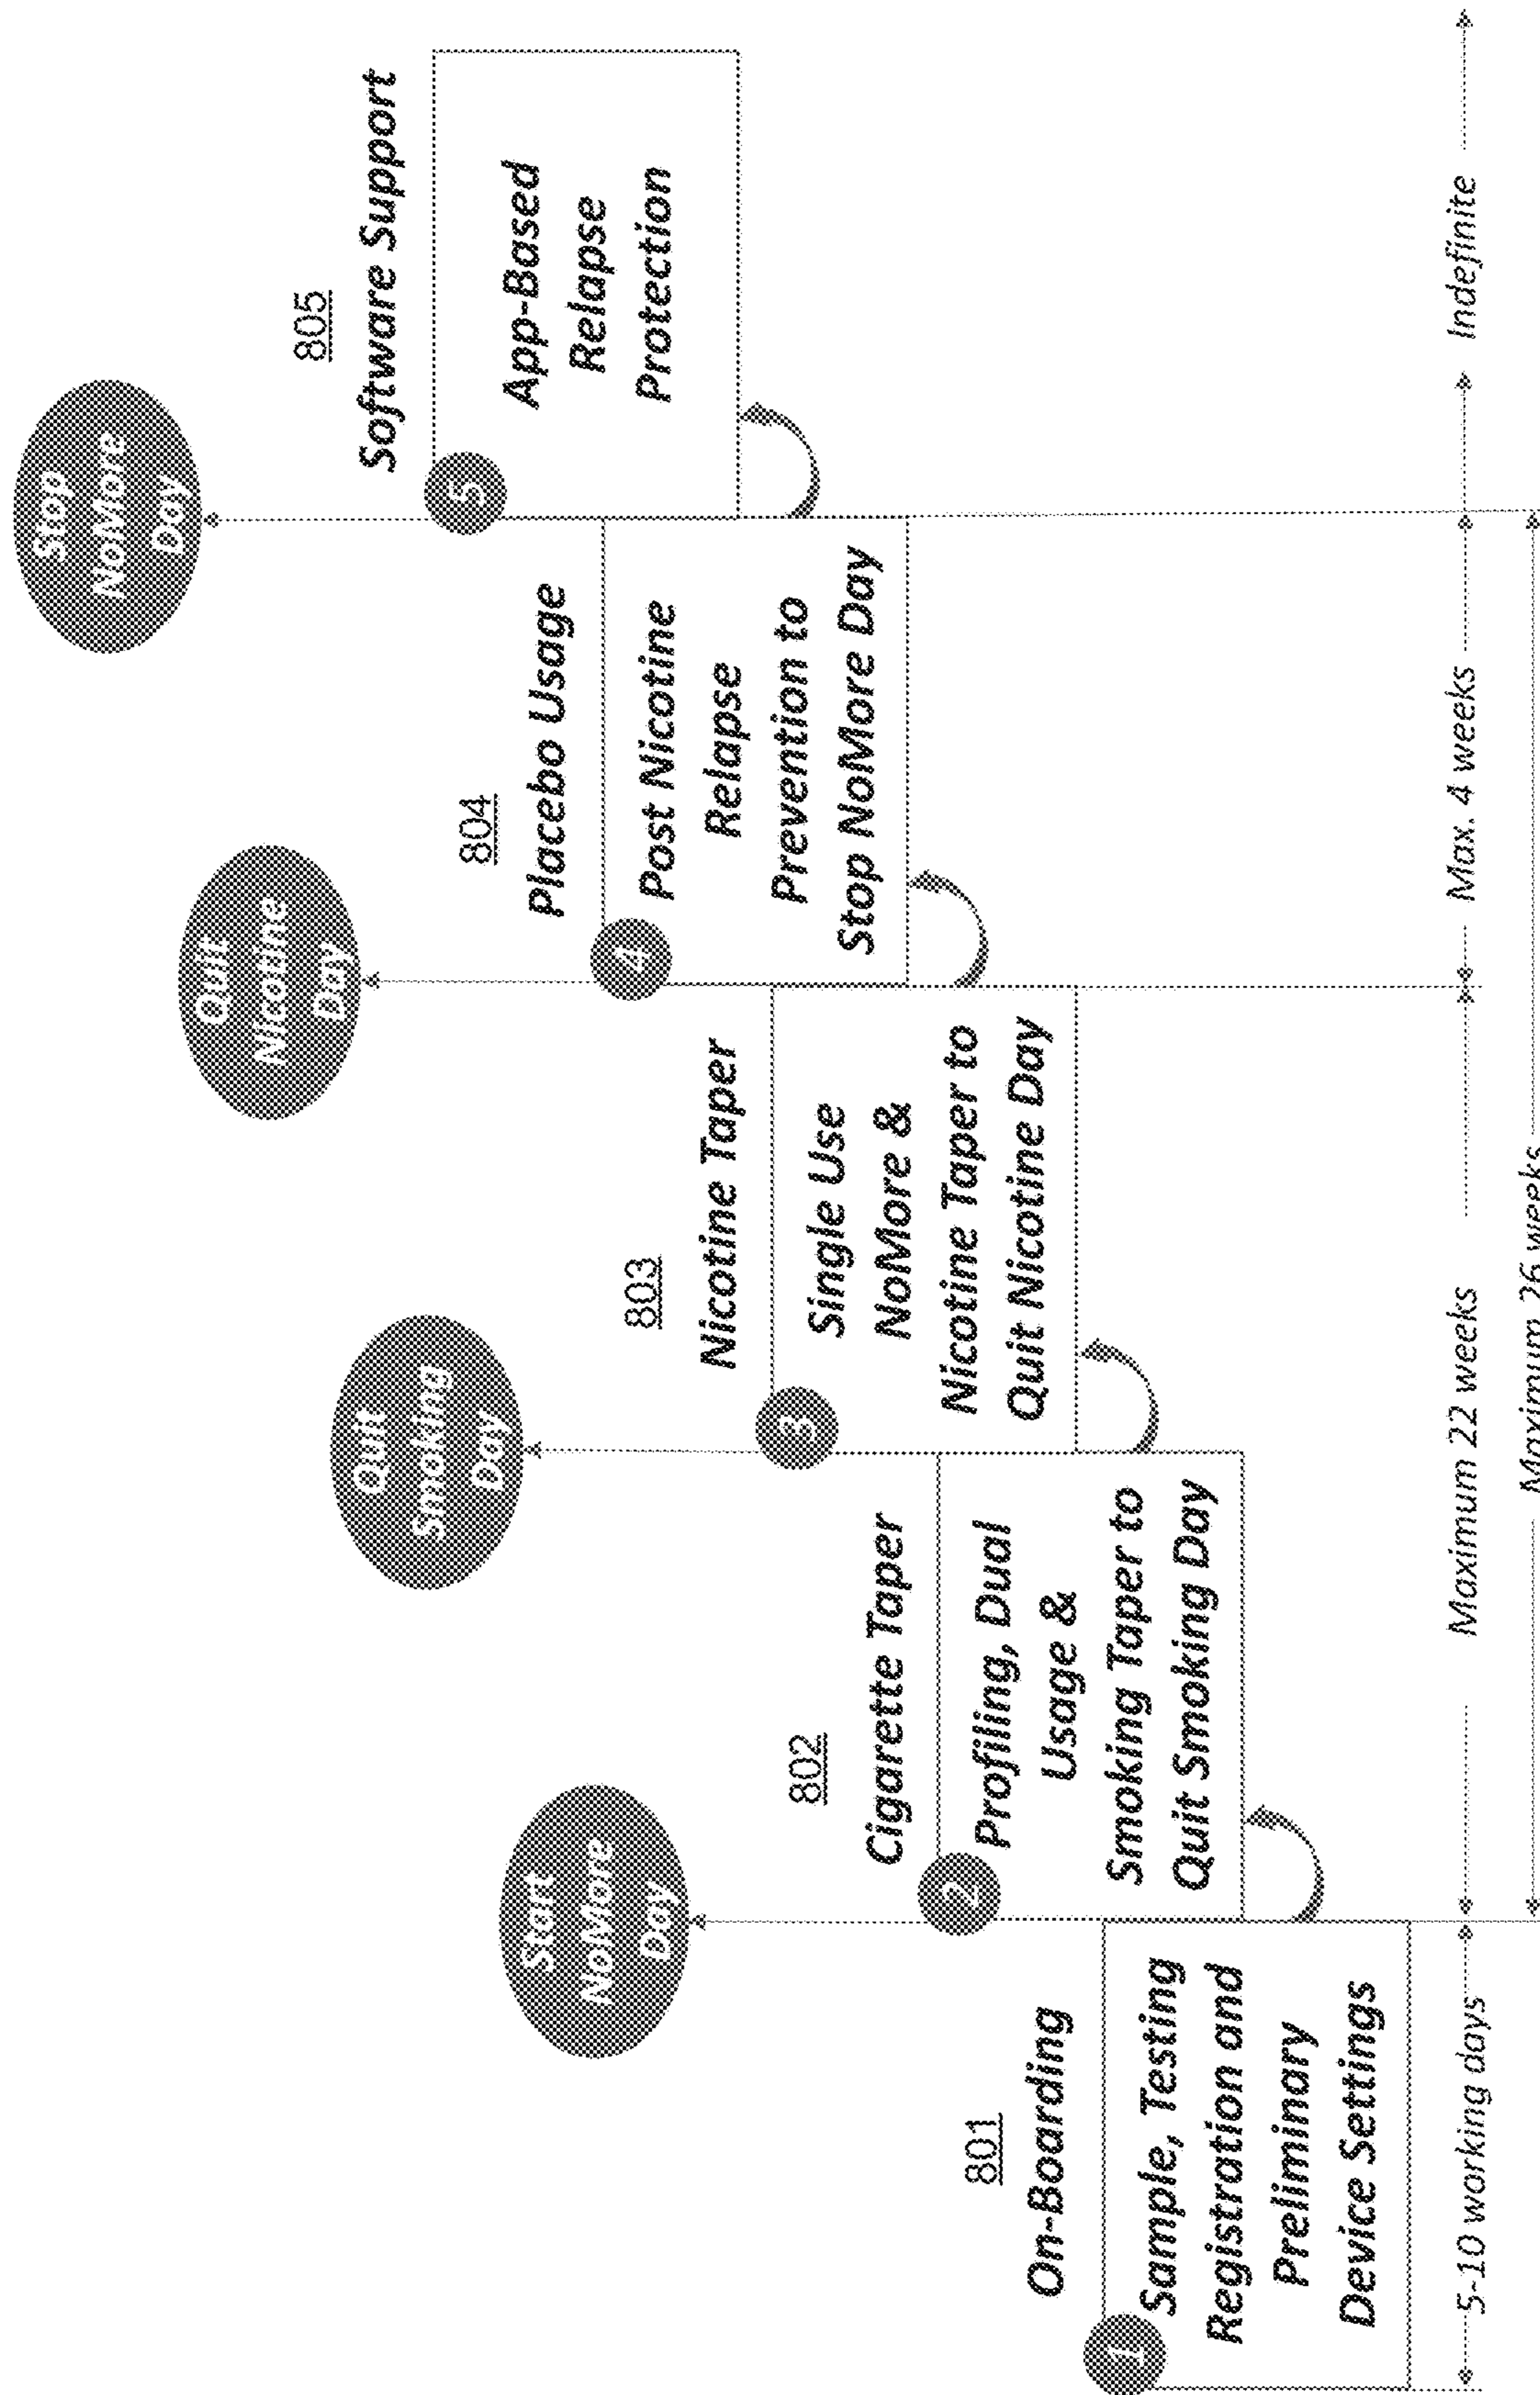 801
On-Boarding
1
Sample, Testing
Registration and
Preliminary
Device Settings
Start
NoMore
Day
802
Cigarette Taper
2
Profiling, Dual
Usage &
Smoking Taper to
Quit Smoking Day
Quit
Smoking
Day
803
Nicotine Taper
3
Single Use
NoMore &
Nicotine Taper to
Quit Nicotine Day
Quit
Nicotine
Day
804
Placebo Usage
4
Post Nicotine
Relapse
Prevention to
Stop NoMore Day
Stop
NoMore
Day
805
Software Support
5
App-Based
Relapse
Protection
5-10 working days
Maximum 22 weeks
Max. 4 weeks
Indefinite
Maximum 26 weeks